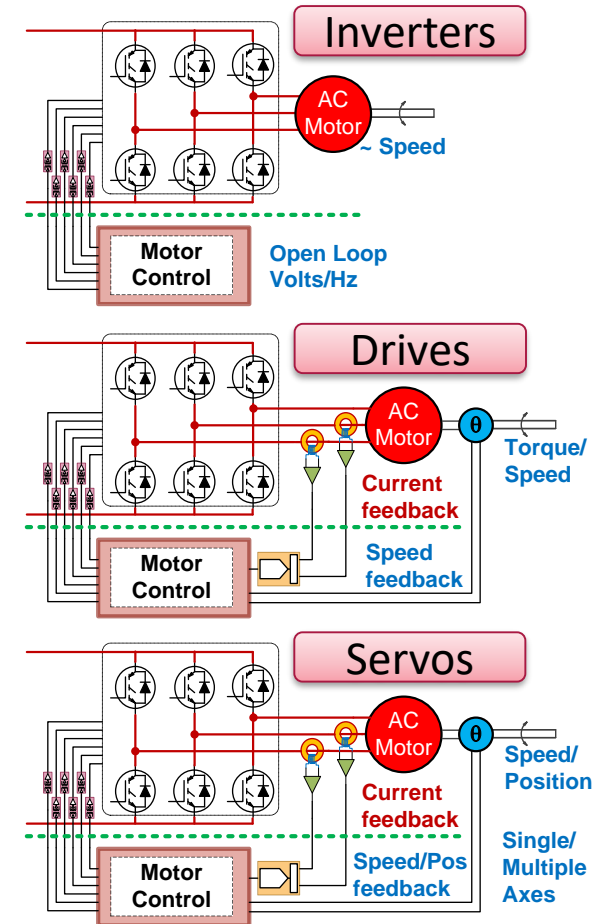 Inverters
AC
Motor
~ Speed
Motor
Control
Open Loop
Volts/Hz
Drives
AC
Motor
θ
Torque/
Speed
Current
feedback
Speed
feedback
Motor
Control
Servos
AC
Motor
θ
Speed/
Position
Current
feedback
Speed/Pos
feedback
Single/
Multiple
Axes
Motor
Control